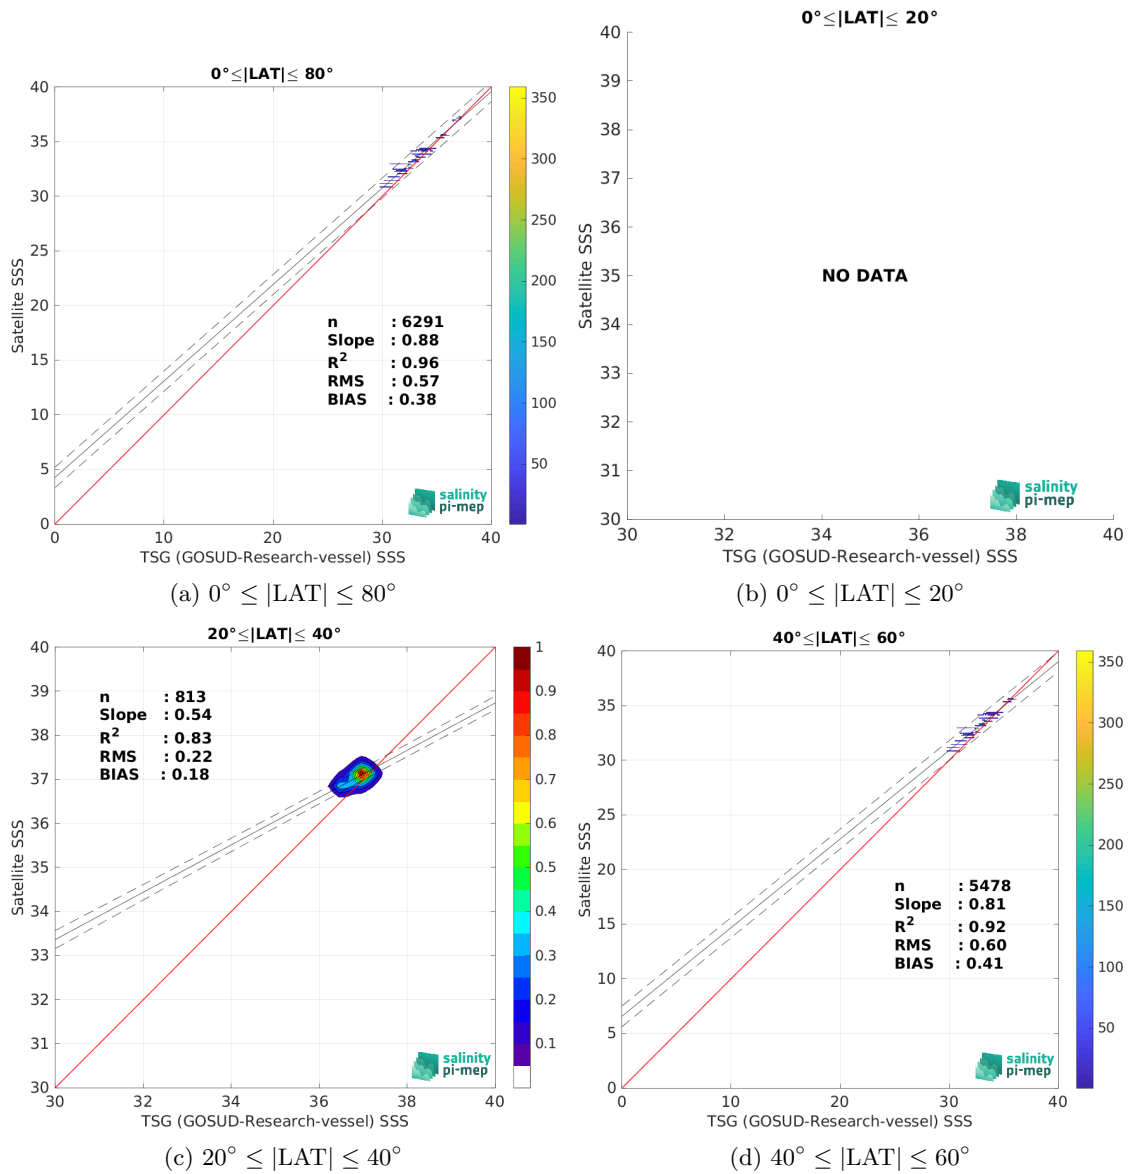 0°≤|LAT|≤ 80°
40
35
30
25
20
15
10
5
0
0
10
20
30
40
Satellite SSS
TSG (GOSUD-Research-vessel) SSS
n : 6291
Slope : 0.88
R² : 0.96
RMS : 0.57
BIAS : 0.38
salinity
pi-mep
350
300
250
200
150
100
50
(a) 0° ≤ |LAT| ≤ 80°
0°≤|LAT|≤ 20°
40
39
38
37
36
35
34
33
32
31
30
30
32
34
36
38
40
Satellite SSS
TSG (GOSUD-Research-vessel) SSS
NO DATA
salinity
pi-mep
(b) 0° ≤ |LAT| ≤ 20°
20°≤|LAT|≤ 40°
40
39
38
37
36
35
34
33
32
31
30
30
32
34
36
38
40
Satellite SSS
TSG (GOSUD-Research-vessel) SSS
n : 813
Slope : 0.54
R² : 0.83
RMS : 0.22
BIAS : 0.18
salinity
pi-mep
1
0.9
0.8
0.7
0.6
0.5
0.4
0.3
0.2
0.1
(c) 20° ≤ |LAT| ≤ 40°
40°≤|LAT|≤ 60°
40
35
30
25
20
15
10
5
0
0
10
20
30
40
Satellite SSS
TSG (GOSUD-Research-vessel) SSS
n : 5478
Slope : 0.81
R² : 0.92
RMS : 0.60
BIAS : 0.41
salinity
pi-mep
350
300
250
200
150
100
50
(d) 40° ≤ |LAT| ≤ 60°